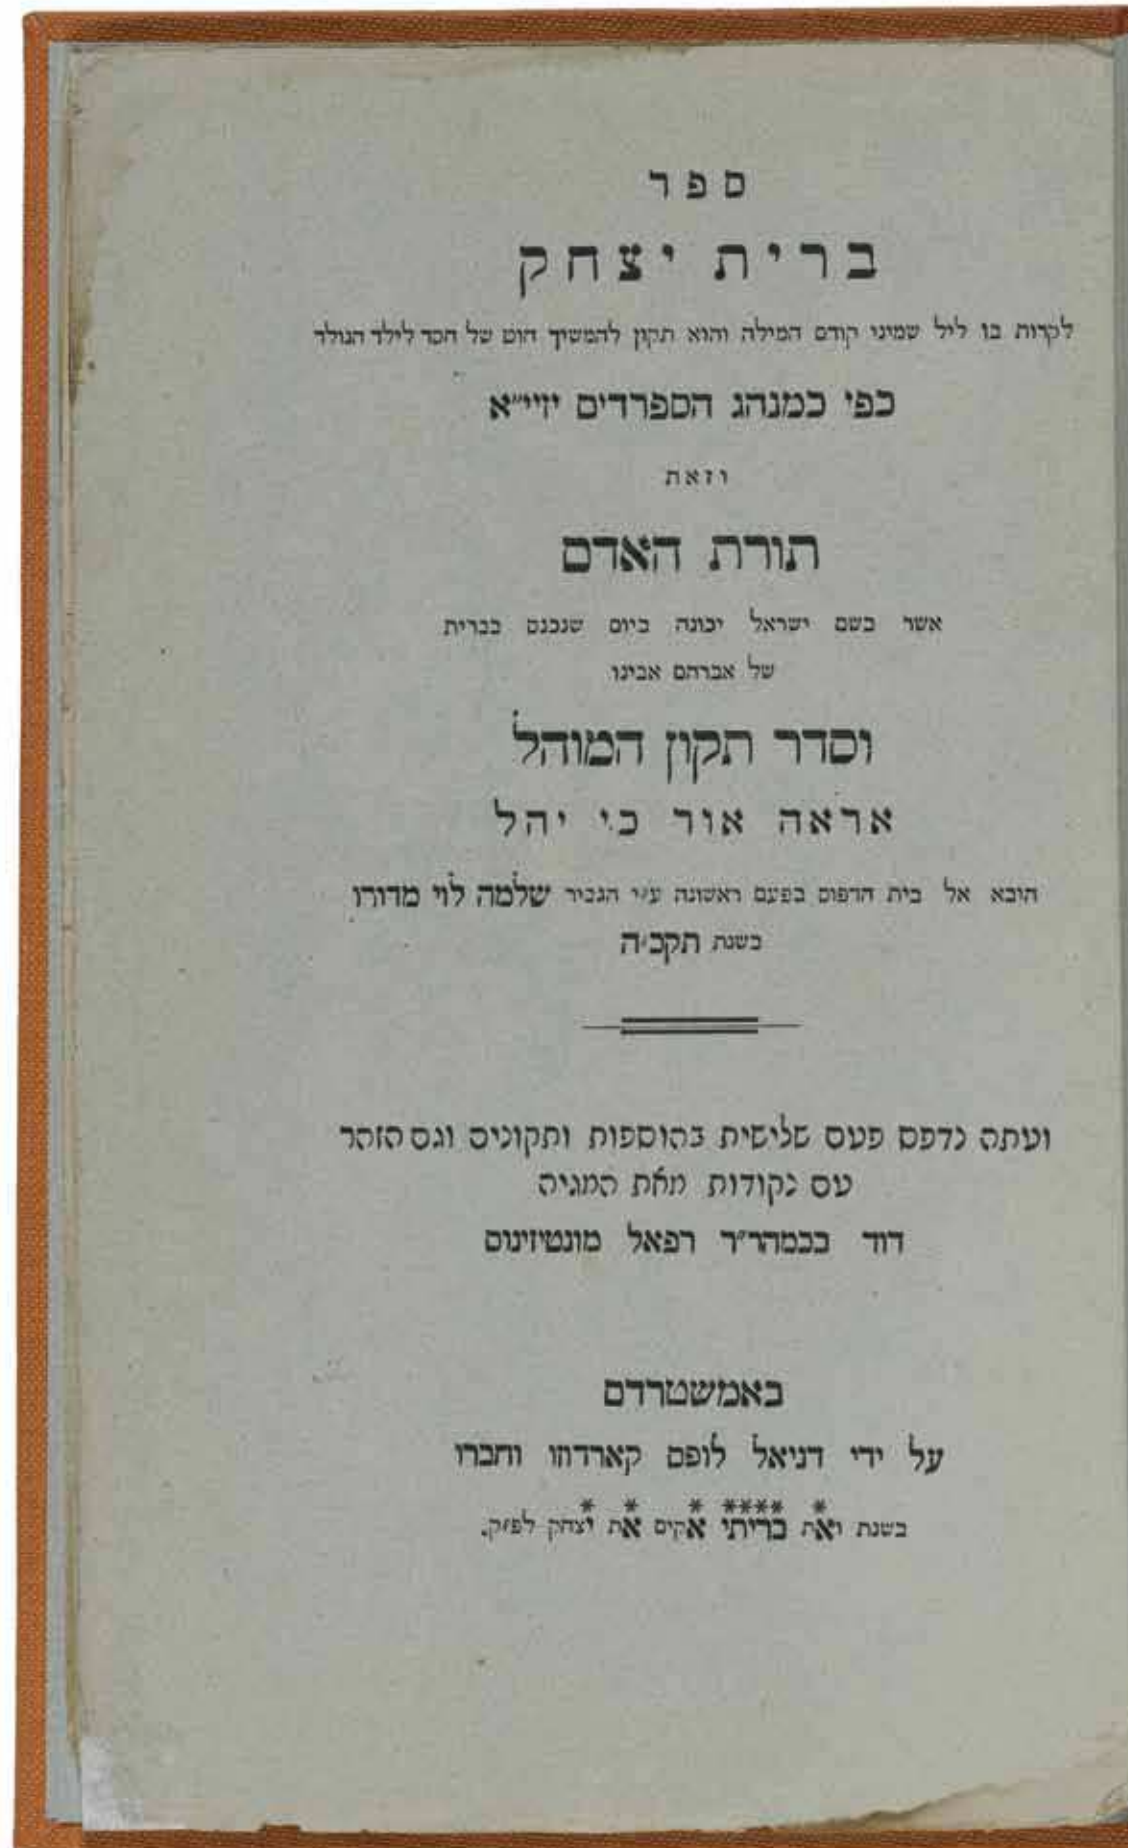 ספר
ברית יצחק
לקרות בו ליל שמיני קודם המילה והוא תקון להמשיך חוט של חסד לילד הנולד
כפי כמנהג הספרדים יזיי״א
וזאת
תורת האדם
אשר בשם ישראל יכונה ביום שנכנס בברית
של אברהם אבינו
וסדר תקון המוהל
אראה אור כי יהל
הובא אל בית הדפוס בפעם ראשונה ע״י הגביר שלמה לוי מדורו
בשנת תקכ״ה
ועתה נדפס פעם שלישית בהוספות ותקונים וגם הזהר
עם נקודות מאת המגיה
דוד בכמהר״ר רפאל מונטיזינוס
באמשטרדם
על ידי דניאל לופס קארדוזו וחברו
בשנת ואת בריתי אקים את יצחק לפ״ק.